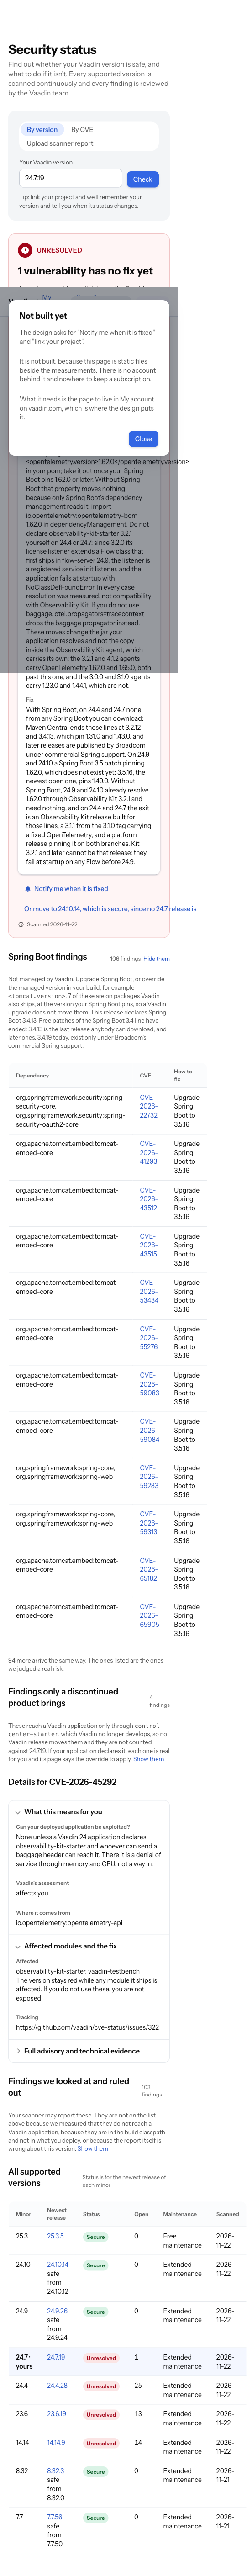 Security status
Find out whether your Vaadin version is safe, and
what to do if it isn't. Every supported version is
scanned continuously and every finding is reviewed
by the Vaadin team.
By version
By CVE
Upload scanner report
Your Vaadin version
24.7.19
Check
Tip: link your project and we'll remember your
version and tell you when its status changes.
UNRESOLVED
1 vulnerability has no fix yet
Not built yet
The design asks for "Notify me when it is fixed"
and "link your project".
It is not built, because this page is static files
beside the measurements. There is no account
behind it and nowhere to keep a subscription.
What it needs is the page to live in My account
on vaadin.com, which is where the design puts
it.
Close
<opentelemetry.version>1.62.0</opentelemetry.version>
in your pom; take it out once your Spring
Boot pins 1.62.0 or later. Without Spring
Boot that property moves nothing,
because only Spring Boot's dependency
management reads it: import
io.opentelemetry:opentelemetry-bom
1.62.0 in dependencyManagement. Do not
declare observability-kit-starter 3.2.1
yourself on 24.4 or 24.7: since 3.2.0 its
license listener extends a Flow class that
first ships in flow-server 24.9, the listener is
a registered service init listener, and the
application fails at startup with
NoClassDefFoundError. In every case
resolution was measured, not compatibility
with Observability Kit. If you do not use
baggage, otel.propagators=tracecontext
drops the baggage propagator instead.
These moves change the jar your
application resolves and not the copy
inside the Observability Kit agent, which
carries its own: the 3.2.1 and 4.1.2 agents
carry OpenTelemetry 1.62.0 and 1.65.0, both
past this one, and the 3.0.0 and 3.1.0 agents
carry 1.23.0 and 1.44.1, which are not.
Fix
With Spring Boot, on 24.4 and 24.7 none
from any Spring Boot you can download:
Maven Central's own lines end at 3.2.12
and 3.4.13, which pin 1.31.0 and 1.43.0, and
later releases are published by Broadcom
under commercial Spring support. On 24.9
and 24.10 a Spring Boot 3.5 patch pinning
1.62.0, which does not exist yet: 3.5.16, the
newest open one, pins 1.49.0. Without
Spring Boot, 24.9 and 24.10 already resolve
1.62.0 through Observability Kit 3.2.1 and
need nothing, and on 24.4 and 24.7 the exit
is an Observability Kit release built for
those lines, a 3.1.1 from the 3.1.0 tag carrying
a fixed OpenTelemetry, and a platform
release pinning it on both branches. Kit
3.2.1 and later cannot be that release: they
fail at startup on any Flow before 24.9.
Notify me when it is fixed
Or move to 24.10.14, which is secure, since no 24.7 release is
Scanned 2026-11-22
Spring Boot findings
106 findings · Hide them
Not managed by Vaadin. Upgrade Spring Boot, or override
the managed version in your build, for example
<tomcat.version>. 7 of these are on packages Vaadin
also ships, at the version your Spring Boot pins, so a Vaadin
upgrade does not move them. This release declares Spring
Boot 3.4.13. Free patches of the Spring Boot 3.4 line have
ended: 3.4.13 is the last release anybody can download, and
later ones, 3.4.19 today, exist only under Broadcom's
commercial Spring support.
Dependency
CVE
How to
fix
org.springframework.security:spring-
security-core,
org.springframework.security:spring-
security-oauth2-core
CVE-
2026-
22732
Upgrade
Spring
Boot to
3.5.16
org.apache.tomcat.embed:tomcat-
embed-core
CVE-
2026-
41293
Upgrade
Spring
Boot to
3.5.16
org.apache.tomcat.embed:tomcat-
embed-core
CVE-
2026-
43512
Upgrade
Spring
Boot to
3.5.16
org.apache.tomcat.embed:tomcat-
embed-core
CVE-
2026-
43515
Upgrade
Spring
Boot to
3.5.16
org.apache.tomcat.embed:tomcat-
embed-core
CVE-
2026-
53434
Upgrade
Spring
Boot to
3.5.16
org.apache.tomcat.embed:tomcat-
embed-core
CVE-
2026-
55276
Upgrade
Spring
Boot to
3.5.16
org.apache.tomcat.embed:tomcat-
embed-core
CVE-
2026-
59083
Upgrade
Spring
Boot to
3.5.16
org.apache.tomcat.embed:tomcat-
embed-core
CVE-
2026-
59084
Upgrade
Spring
Boot to
3.5.16
org.springframework:spring-core,
org.springframework:spring-web
CVE-
2026-
59283
Upgrade
Spring
Boot to
3.5.16
org.springframework:spring-core,
org.springframework:spring-web
CVE-
2026-
59313
Upgrade
Spring
Boot to
3.5.16
org.apache.tomcat.embed:tomcat-
embed-core
CVE-
2026-
65182
Upgrade
Spring
Boot to
3.5.16
org.apache.tomcat.embed:tomcat-
embed-core
CVE-
2026-
65905
Upgrade
Spring
Boot to
3.5.16
94 more arrive the same way. The ones listed are the ones
we judged a real risk.
Findings only a discontinued
product brings
4
findings
These reach a Vaadin application only through control-
center-starter, which Vaadin no longer develops, so no
Vaadin release moves them and they are not counted
against 24.7.19. If your application declares it, each one is real
for you and its page says the override to apply. Show them
Details for CVE-2026-45292
What this means for you
Can your deployed application be exploited?
None unless a Vaadin 24 application declares
observability-kit-starter and whoever can send a
baggage header can reach it. There it is a denial of
service through memory and CPU, not a way in.
Vaadin's assessment
affects you
Where it comes from
io.opentelemetry:opentelemetry-api
Affected modules and the fix
Affected
observability-kit-starter, vaadin-testbench
The version stays red while any module it ships is
affected. If you do not use these, you are not
exposed.
Tracking
https://github.com/vaadin/cve-status/issues/322
Full advisory and technical evidence
Findings we looked at and ruled
out
103
findings
Your scanner may report these. They are not on the list
above because we measured that they do not reach a
Vaadin application, because they are in the build classpath
and not in what you deploy, or because the report itself is
wrong about this version. Show them
All supported
versions
Status is for the newest release of
each minor
Minor
Newest
release
Status
Open
Maintenance
Scanned
25.3
25.3.5
Secure
0
Free
maintenance
2026-
11-22
24.10
24.10.14
safe
from
24.10.12
Secure
0
Extended
maintenance
2026-
11-22
24.9
24.9.26
safe
from
24.9.24
Secure
0
Extended
maintenance
2026-
11-22
24.7 ·
yours
24.7.19
Unresolved
1
Extended
maintenance
2026-
11-22
24.4
24.4.28
Unresolved
25
Extended
maintenance
2026-
11-22
23.6
23.6.19
Unresolved
13
Extended
maintenance
2026-
11-22
14.14
14.14.9
Unresolved
14
Extended
maintenance
2026-
11-22
8.32
8.32.3
safe
from
8.32.0
Secure
0
Extended
maintenance
2026-
11-21
7.7
7.7.56
safe
from
7.7.50
Secure
0
Extended
maintenance
2026-
11-21